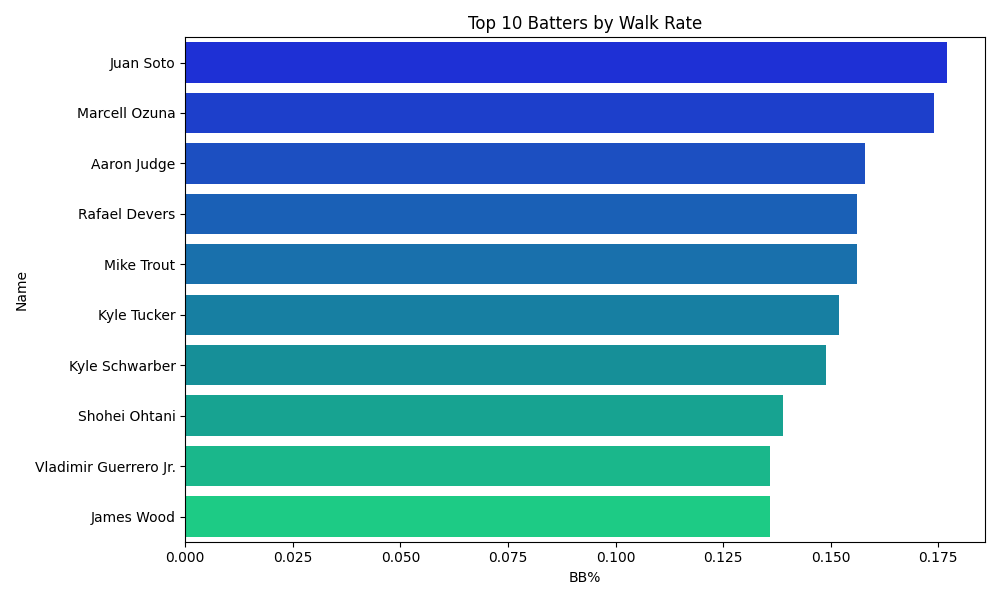 Top 10 Batters by Walk Rate
Juan Soto
Marcell Ozuna
Aaron Judge
Rafael Devers
Mike Trout
Kyle Tucker
Kyle Schwarber
Shohei Ohtani
Vladimir Guerrero Jr.
James Wood
Name
0.000 0.025 0.050 0.075 0.100 0.125 0.150 0.175
BB%